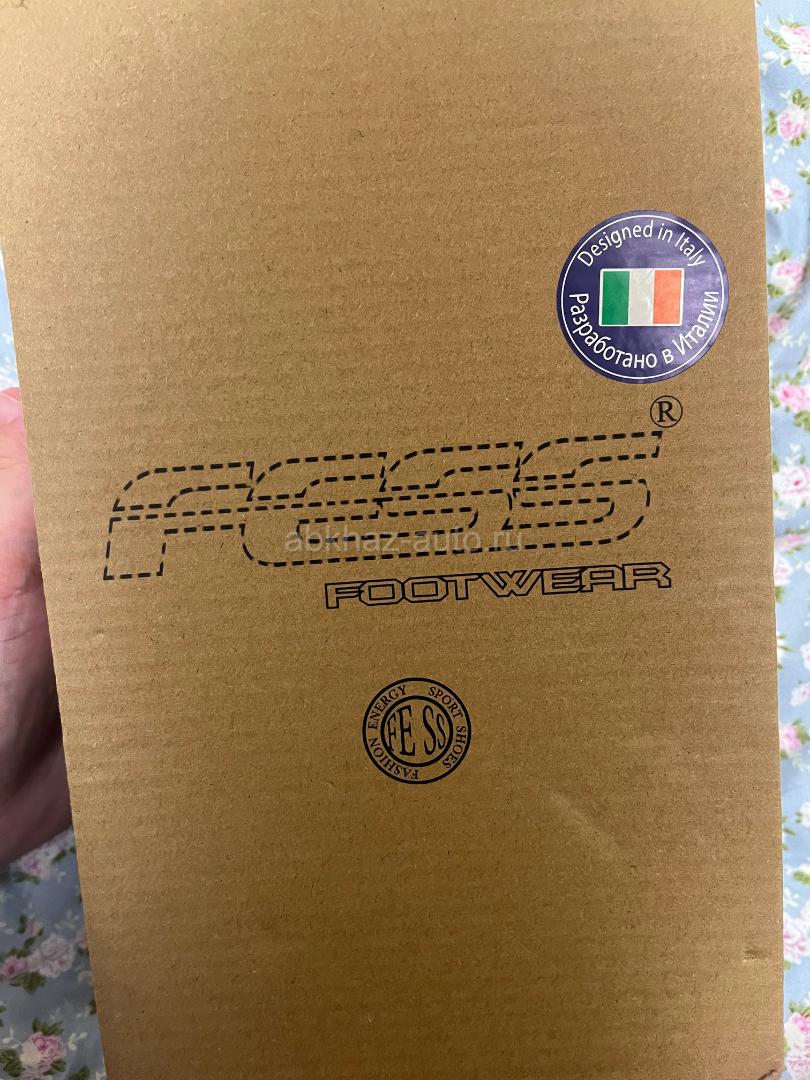 Designed in Italy
Разработано в Италии
®
FESS
abkhaz-auto.ru
FOOTWEAR
FASHION ENERGY SPORT SHOES
FESS